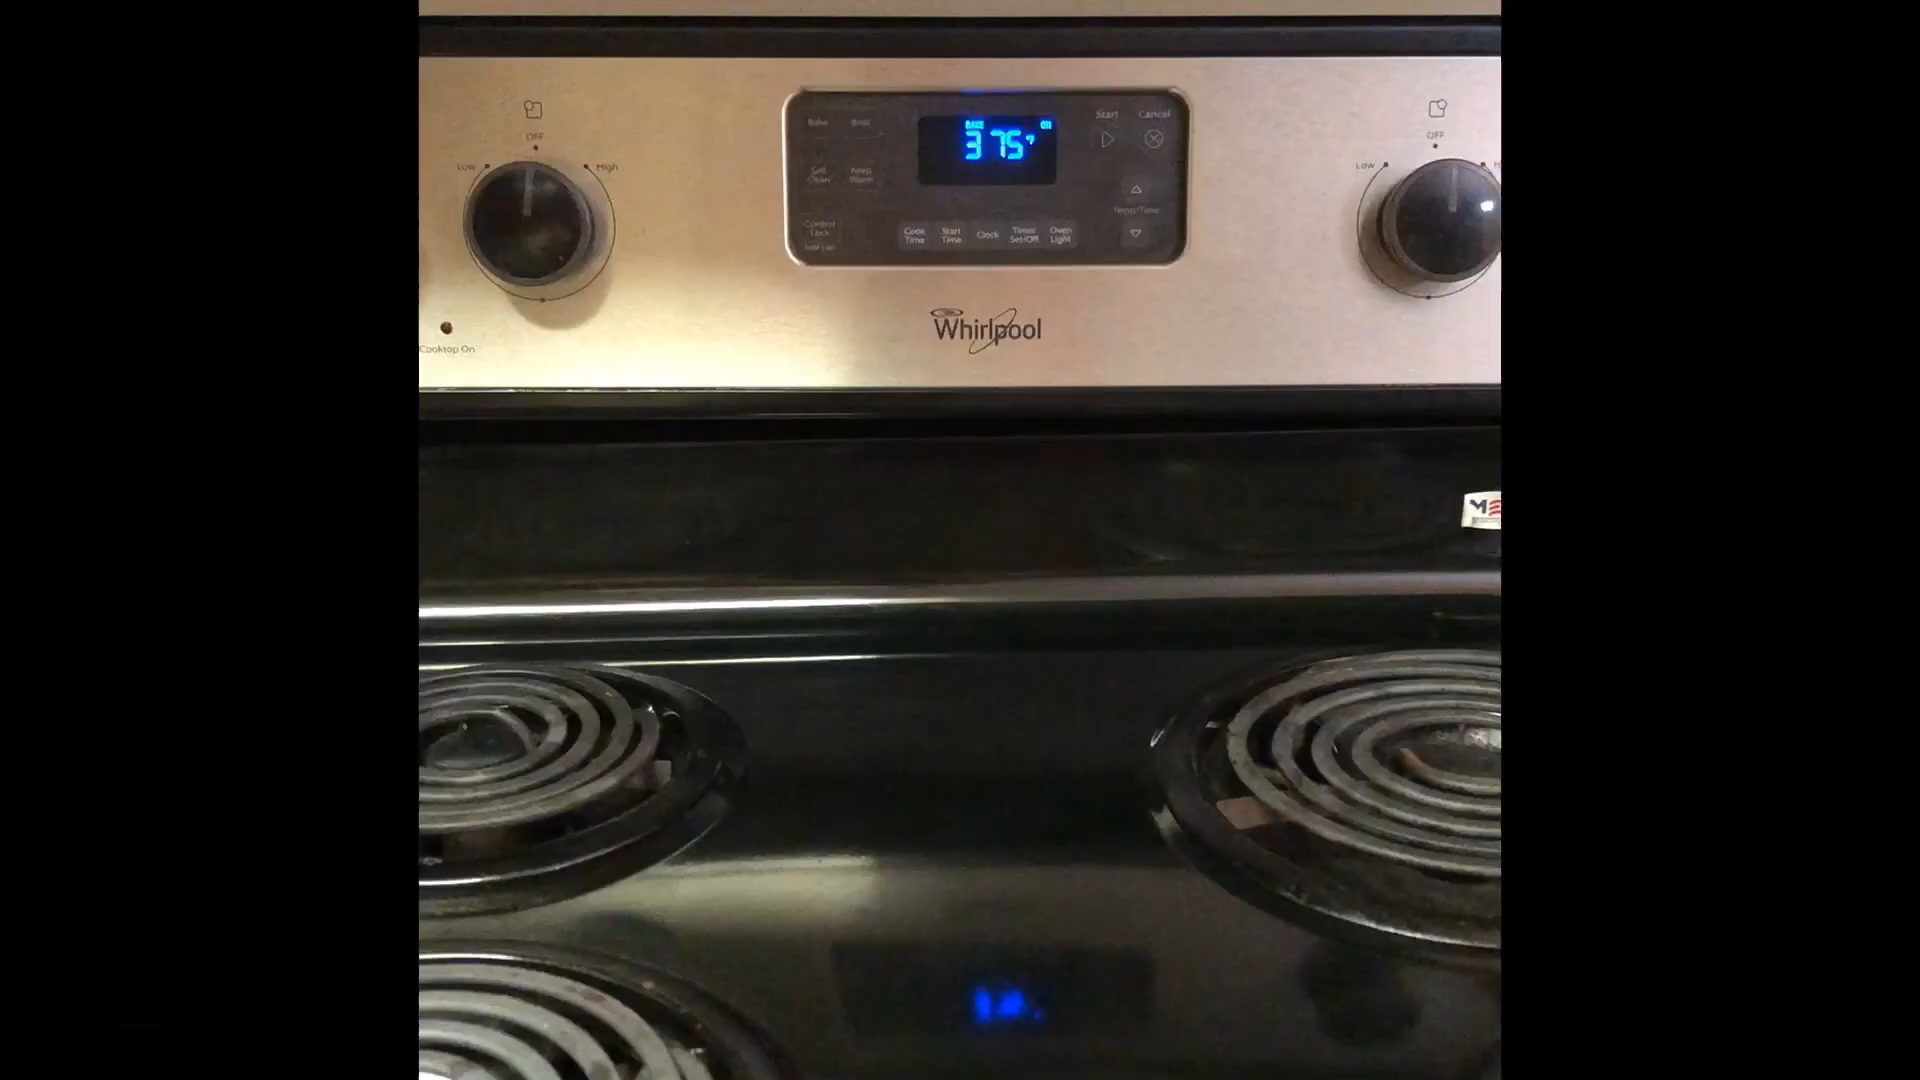 OFF
Low
High
Cooktop On
Bake
Broil
BAKE
ON
375°
Start
Cancel
Self Clean
Keep Warm
Temp/Time
Control Lock
Cook Time
Start Time
Clock
Timer Set/Off
Oven Light
Whirlpool
OFF
Low